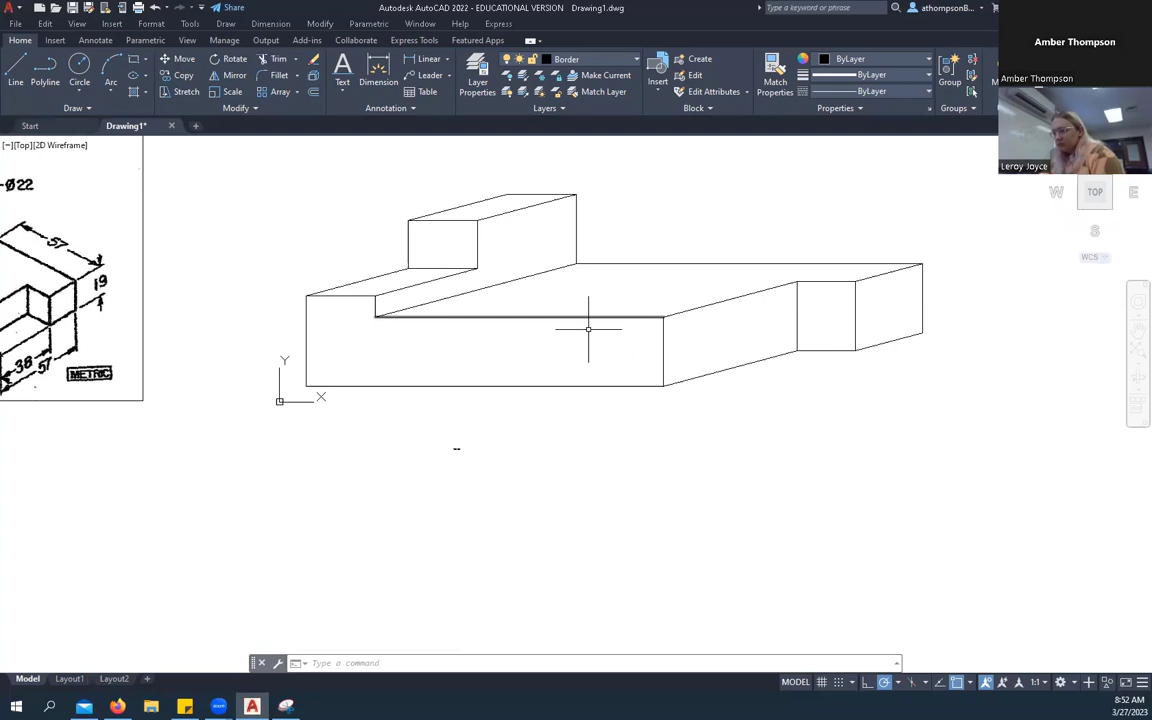 Autodesk AutoCAD 2022 - EDUCATIONAL VERSION Drawing1.dwg
Share
Type a keyword or phrase
athompsonB...
File Edit View Insert Format Tools Draw Dimension Modify Parametric Window Help Express
Home Insert Annotate Parametric View Manage Output Add-ins Collaborate Express Tools Featured Apps
Line Polyline Circle Arc
Draw
Move Rotate Trim
Copy Mirror Fillet
Stretch Scale Array
Modify
Text Dimension
Linear
Leader
Table
Annotation
Layer Properties
Border
Make Current
Match Layer
Layers
Insert
Create
Edit
Edit Attributes
Block
Match Properties
ByLayer
ByLayer
ByLayer
Properties
Group
Groups
Amber Thompson
Amber Thompson
Leroy Joyce
Start Drawing1*
[−][Top][2D Wireframe]
-Ø22
57
19
38
57
METRIC
Y
X
W TOP E
S
WCS
Type a command
Model Layout1 Layout2
MODEL
1:1
8:52 AM
3/27/2023